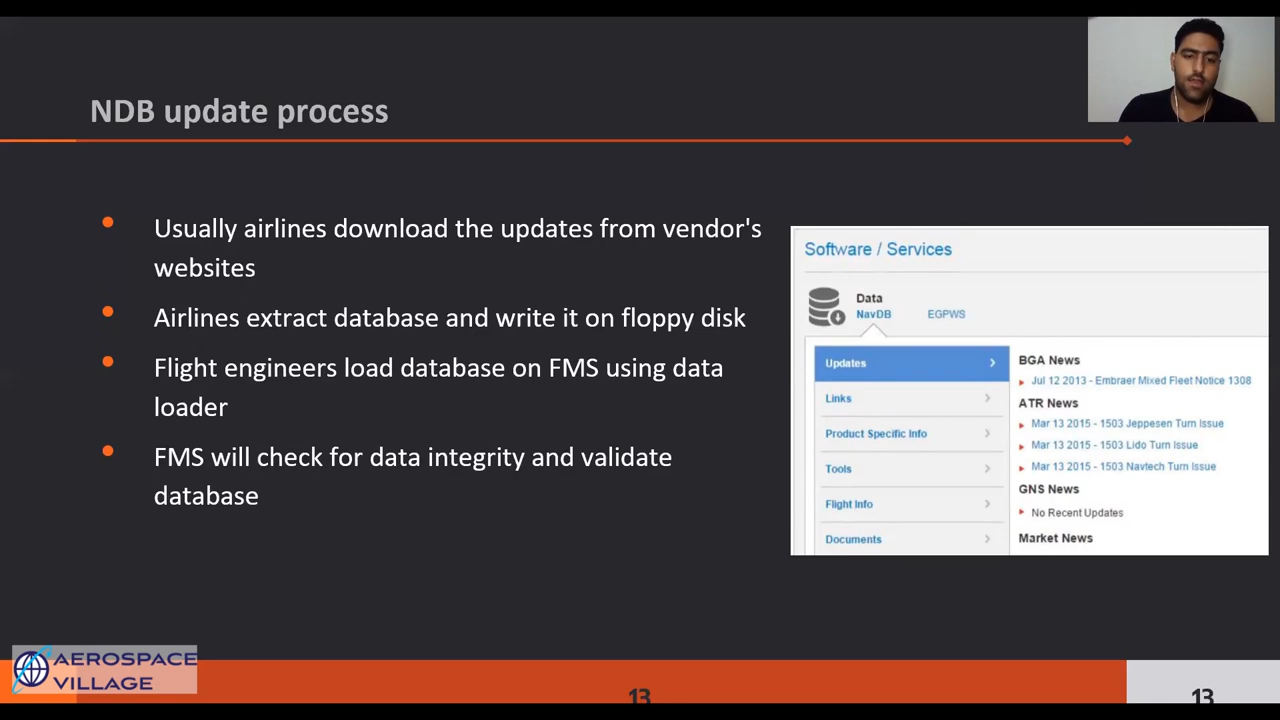 NDB update process
Usually airlines download the updates from vendor's
websites
Airlines extract database and write it on floppy disk
Flight engineers load database on FMS using data
loader
FMS will check for data integrity and validate
database
Software / Services
Data
NavDB
EGPWS
Updates
Links
Product Specific Info
Tools
Flight Info
Documents
BGA News
Jul 12 2013 - Embraer Mixed Fleet Notice 1308
ATR News
Mar 13 2015 - 1503 Jeppesen Turn Issue
Mar 13 2015 - 1503 Lido Turn Issue
Mar 13 2015 - 1503 Navtech Turn Issue
GNS News
No Recent Updates
Market News
AEROSPACE
VILLAGE
13
13